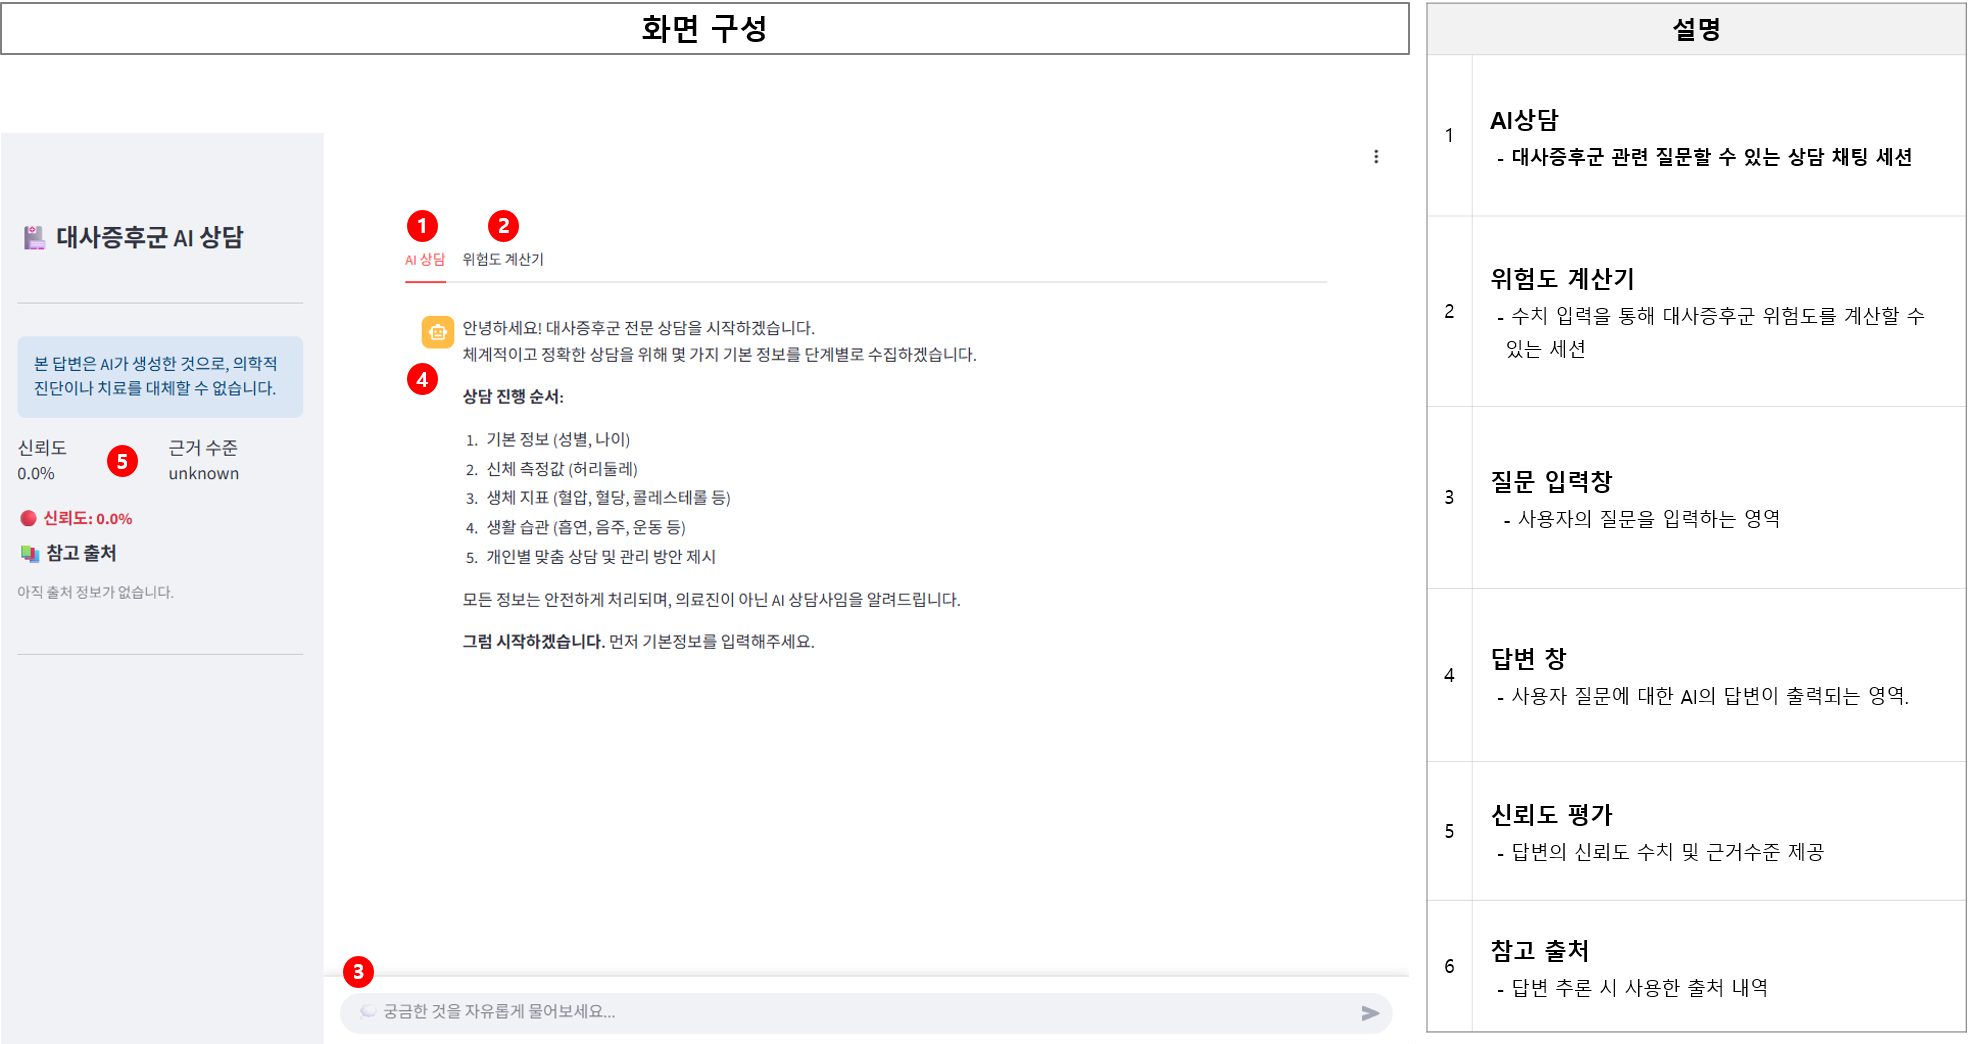 화면 구성
대사증후군 AI 상담
본 답변은 AI가 생성한 것으로, 의학적
진단이나 치료를 대체할 수 없습니다.
신뢰도
0.0%
5
근거 수준
unknown
신뢰도: 0.0%
참고 출처
아직 출처 정보가 없습니다.
1
2
AI 상담
위험도 계산기
안녕하세요! 대사증후군 전문 상담을 시작하겠습니다.
체계적이고 정확한 상담을 위해 몇 가지 기본 정보를 단계별로 수집하겠습니다.
4
상담 진행 순서:
1. 기본 정보 (성별, 나이)
2. 신체 측정값 (허리둘레)
3. 생체 지표 (혈압, 혈당, 콜레스테롤 등)
4. 생활 습관 (흡연, 음주, 운동 등)
5. 개인별 맞춤 상담 및 관리 방안 제시
모든 정보는 안전하게 처리되며, 의료진이 아닌 AI 상담사임을 알려드립니다.
그럼 시작하겠습니다. 먼저 기본정보를 입력해주세요.
3
궁금한 것을 자유롭게 물어보세요...
설명
1
AI상담
- 대사증후군 관련 질문할 수 있는 상담 채팅 세션
2
위험도 계산기
- 수치 입력을 통해 대사증후군 위험도를 계산할 수
있는 세션
3
질문 입력창
- 사용자의 질문을 입력하는 영역
4
답변 창
- 사용자 질문에 대한 AI의 답변이 출력되는 영역.
5
신뢰도 평가
- 답변의 신뢰도 수치 및 근거수준 제공
6
참고 출처
- 답변 추론 시 사용한 출처 내역